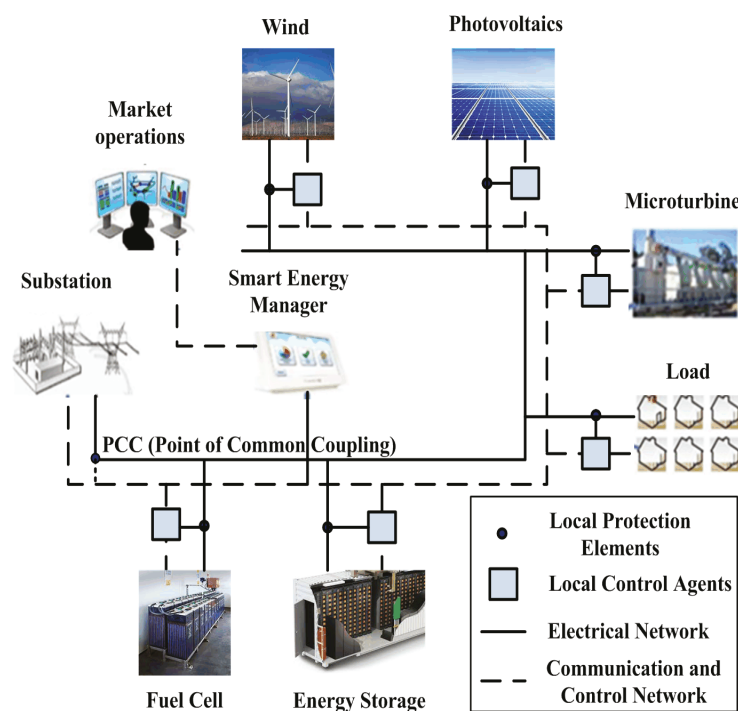 Wind
Photovoltaics
Market
operations
Microturbine
Substation
Smart Energy
Manager
Load
PCC (Point of Common Coupling)
Local Protection
Elements
Local Control Agents
Electrical Network
Communication and
Control Network
Fuel Cell
Energy Storage